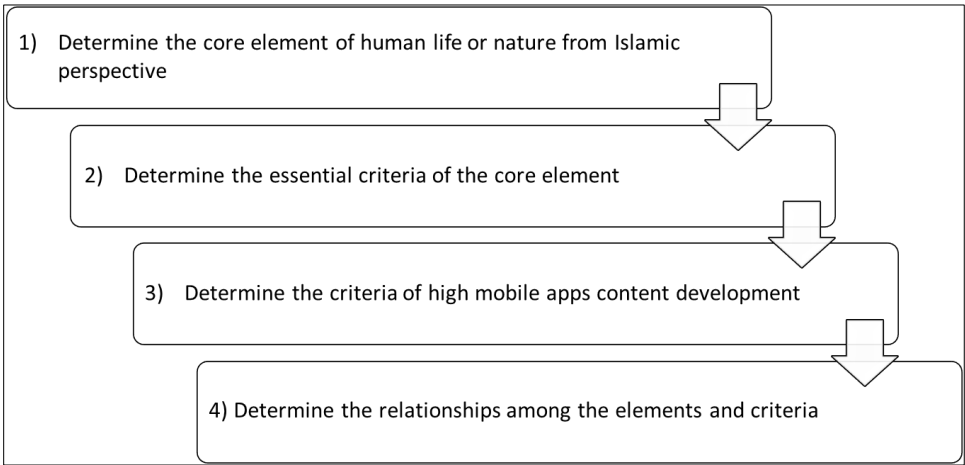 1) Determine the core element of human life or nature from Islamic
perspective
2) Determine the essential criteria of the core element
3) Determine the criteria of high mobile apps content development
4) Determine the relationships among the elements and criteria